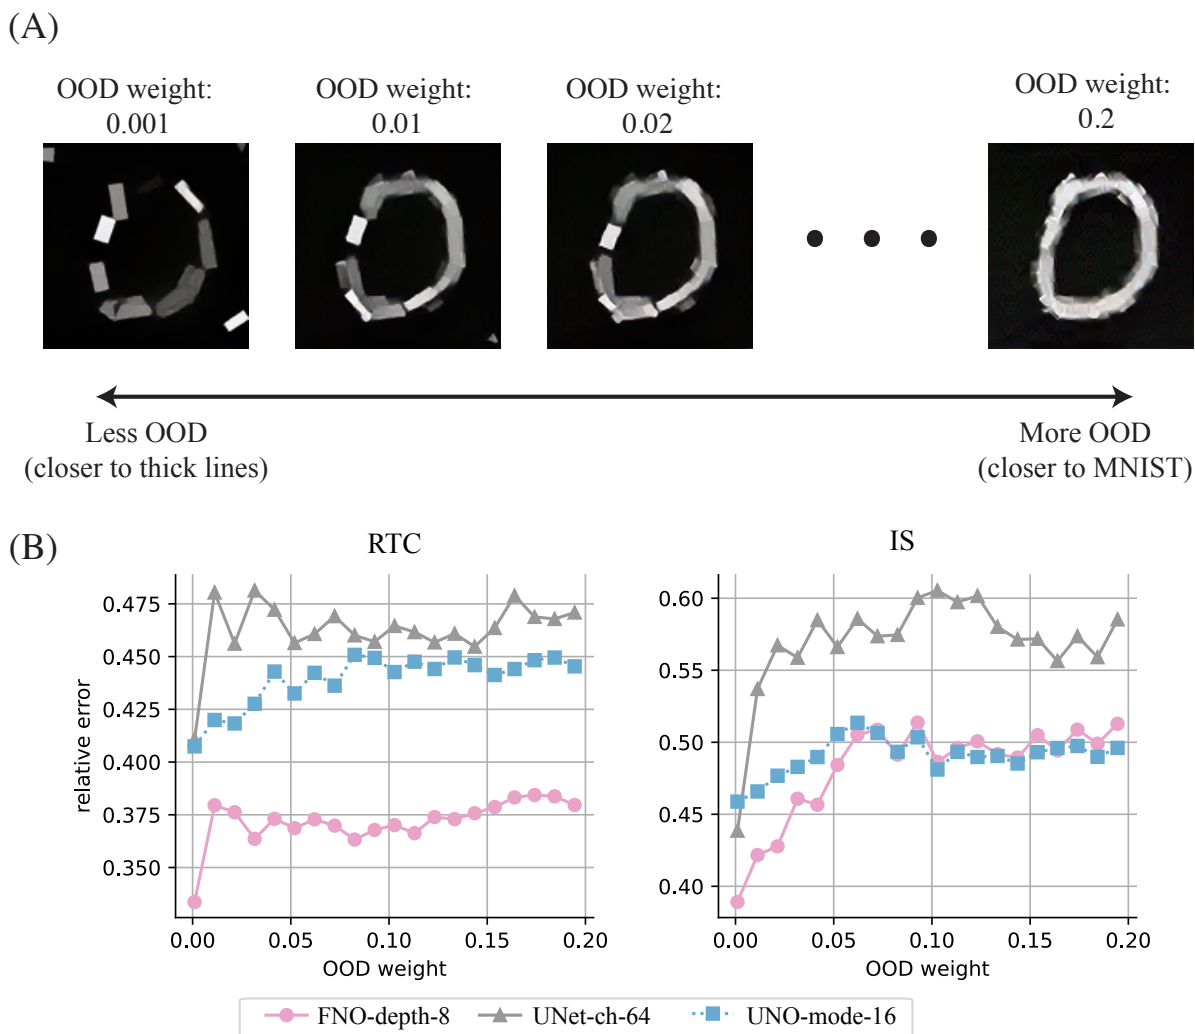 (A)
OOD weight:
0.001
OOD weight:
0.01
OOD weight:
0.02
OOD weight:
0.2
Less OOD
(closer to thick lines)
More OOD
(closer to MNIST)
(B)
RTC
IS
relative error
0.475
0.450
0.425
0.400
0.375
0.350
0.00 0.05 0.10 0.15 0.20
OOD weight
0.60
0.55
0.50
0.45
0.40
0.00 0.05 0.10 0.15 0.20
OOD weight
FNO-depth-8 UNet-ch-64 UNO-mode-16